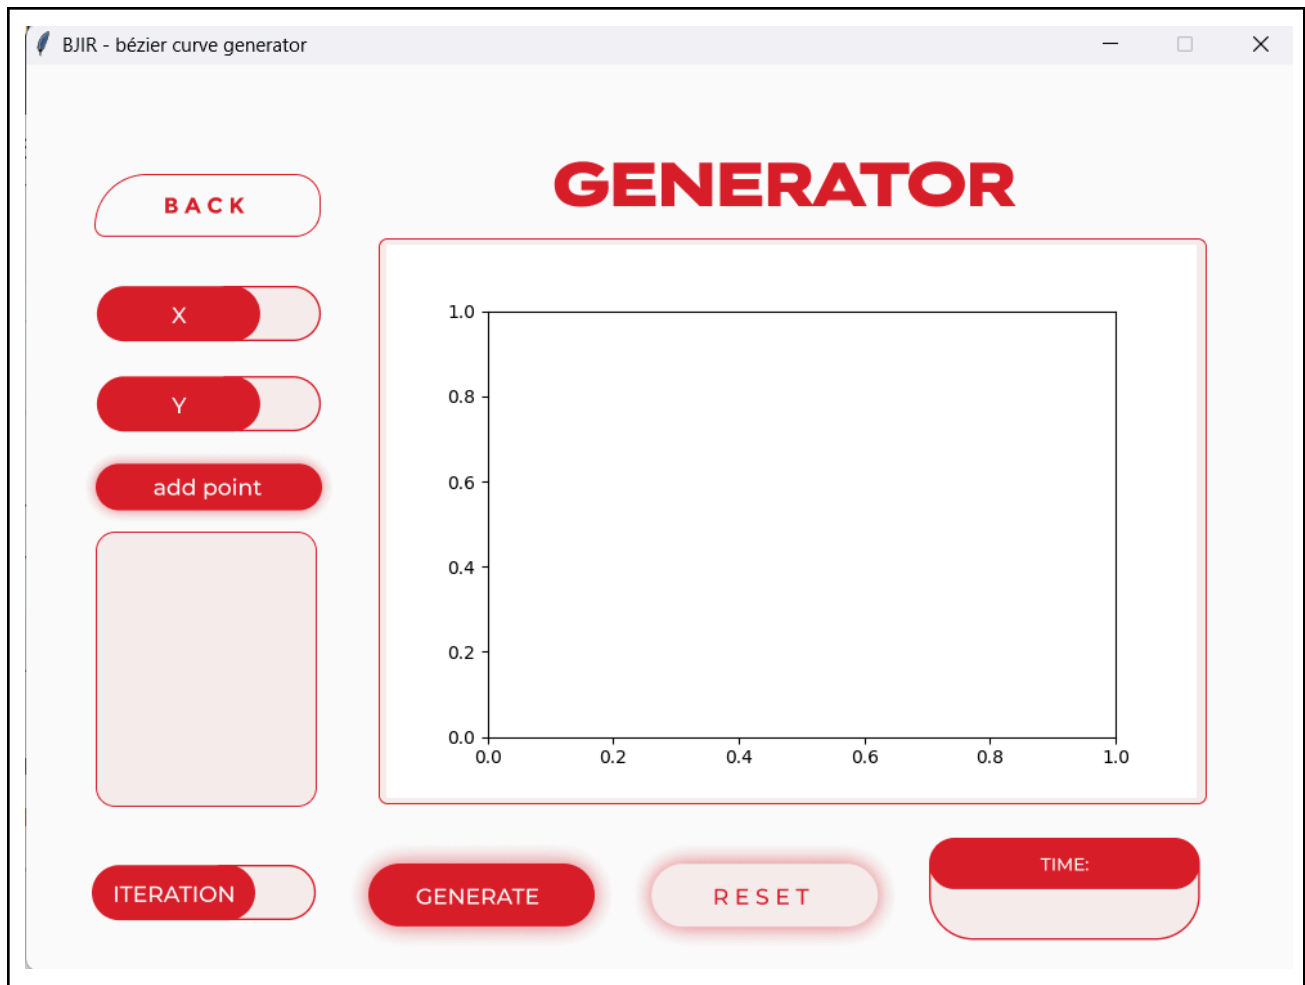 BJIR - bézier curve generator
GENERATOR
BACK
X
Y
add point
1.0
0.8
0.6
0.4
0.2
0.0
0.0 0.2 0.4 0.6 0.8 1.0
ITERATION
GENERATE
RESET
TIME: